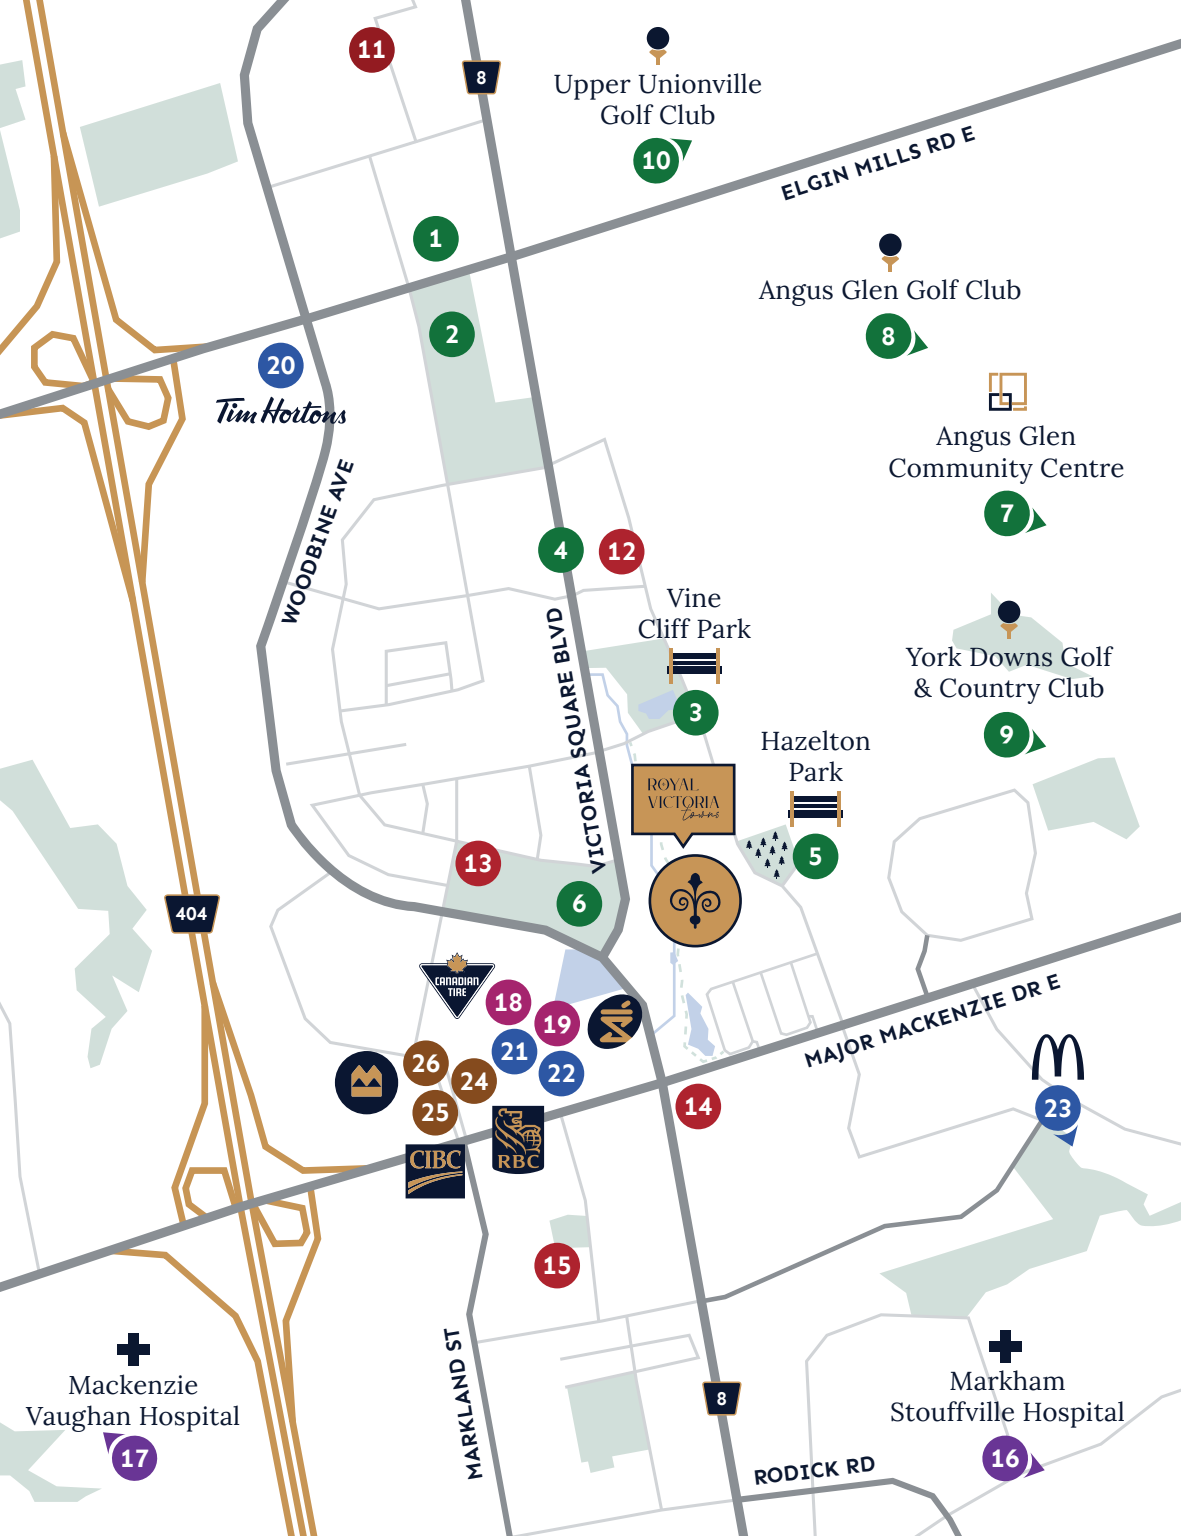 11
8
Upper Unionville
Golf Club
10
ELGIN MILLS RD E
1
Angus Glen Golf Club
8
2
20
Tim Hortons
Angus Glen
Community Centre
7
WOODBINE AVE
4
12
Vine
Cliff Park
3
York Downs Golf
& Country Club
9
VICTORIA SQUARE BLVD
Hazelton
Park
ROYAL
VICTORIA
towns
5
13
6
404
CANADIAN
TIRE
18
19
21
22
26
24
25
MAJOR MACKENZIE DR E
14
23
CIBC
RBC
15
MARKLAND ST
Mackenzie
Vaughan Hospital
17
8
Markham
Stouffville Hospital
16
RODICK RD